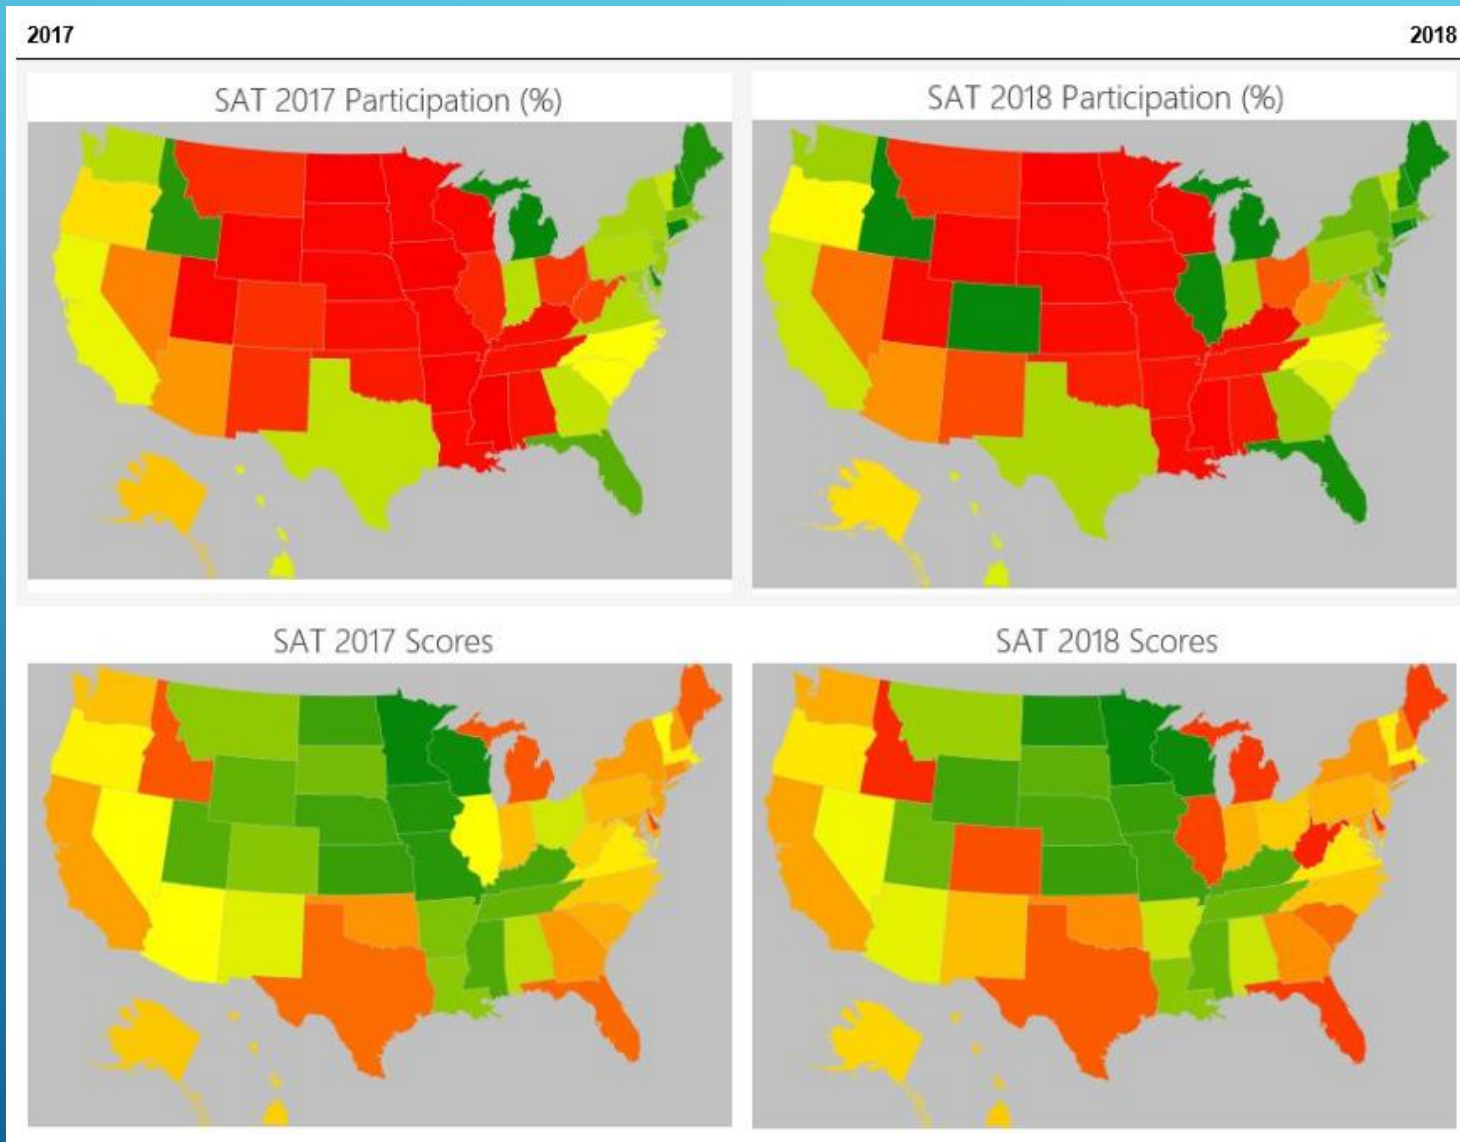 2017
2018
SAT 2017 Participation (%)
SAT 2018 Participation (%)
SAT 2017 Scores
SAT 2018 Scores